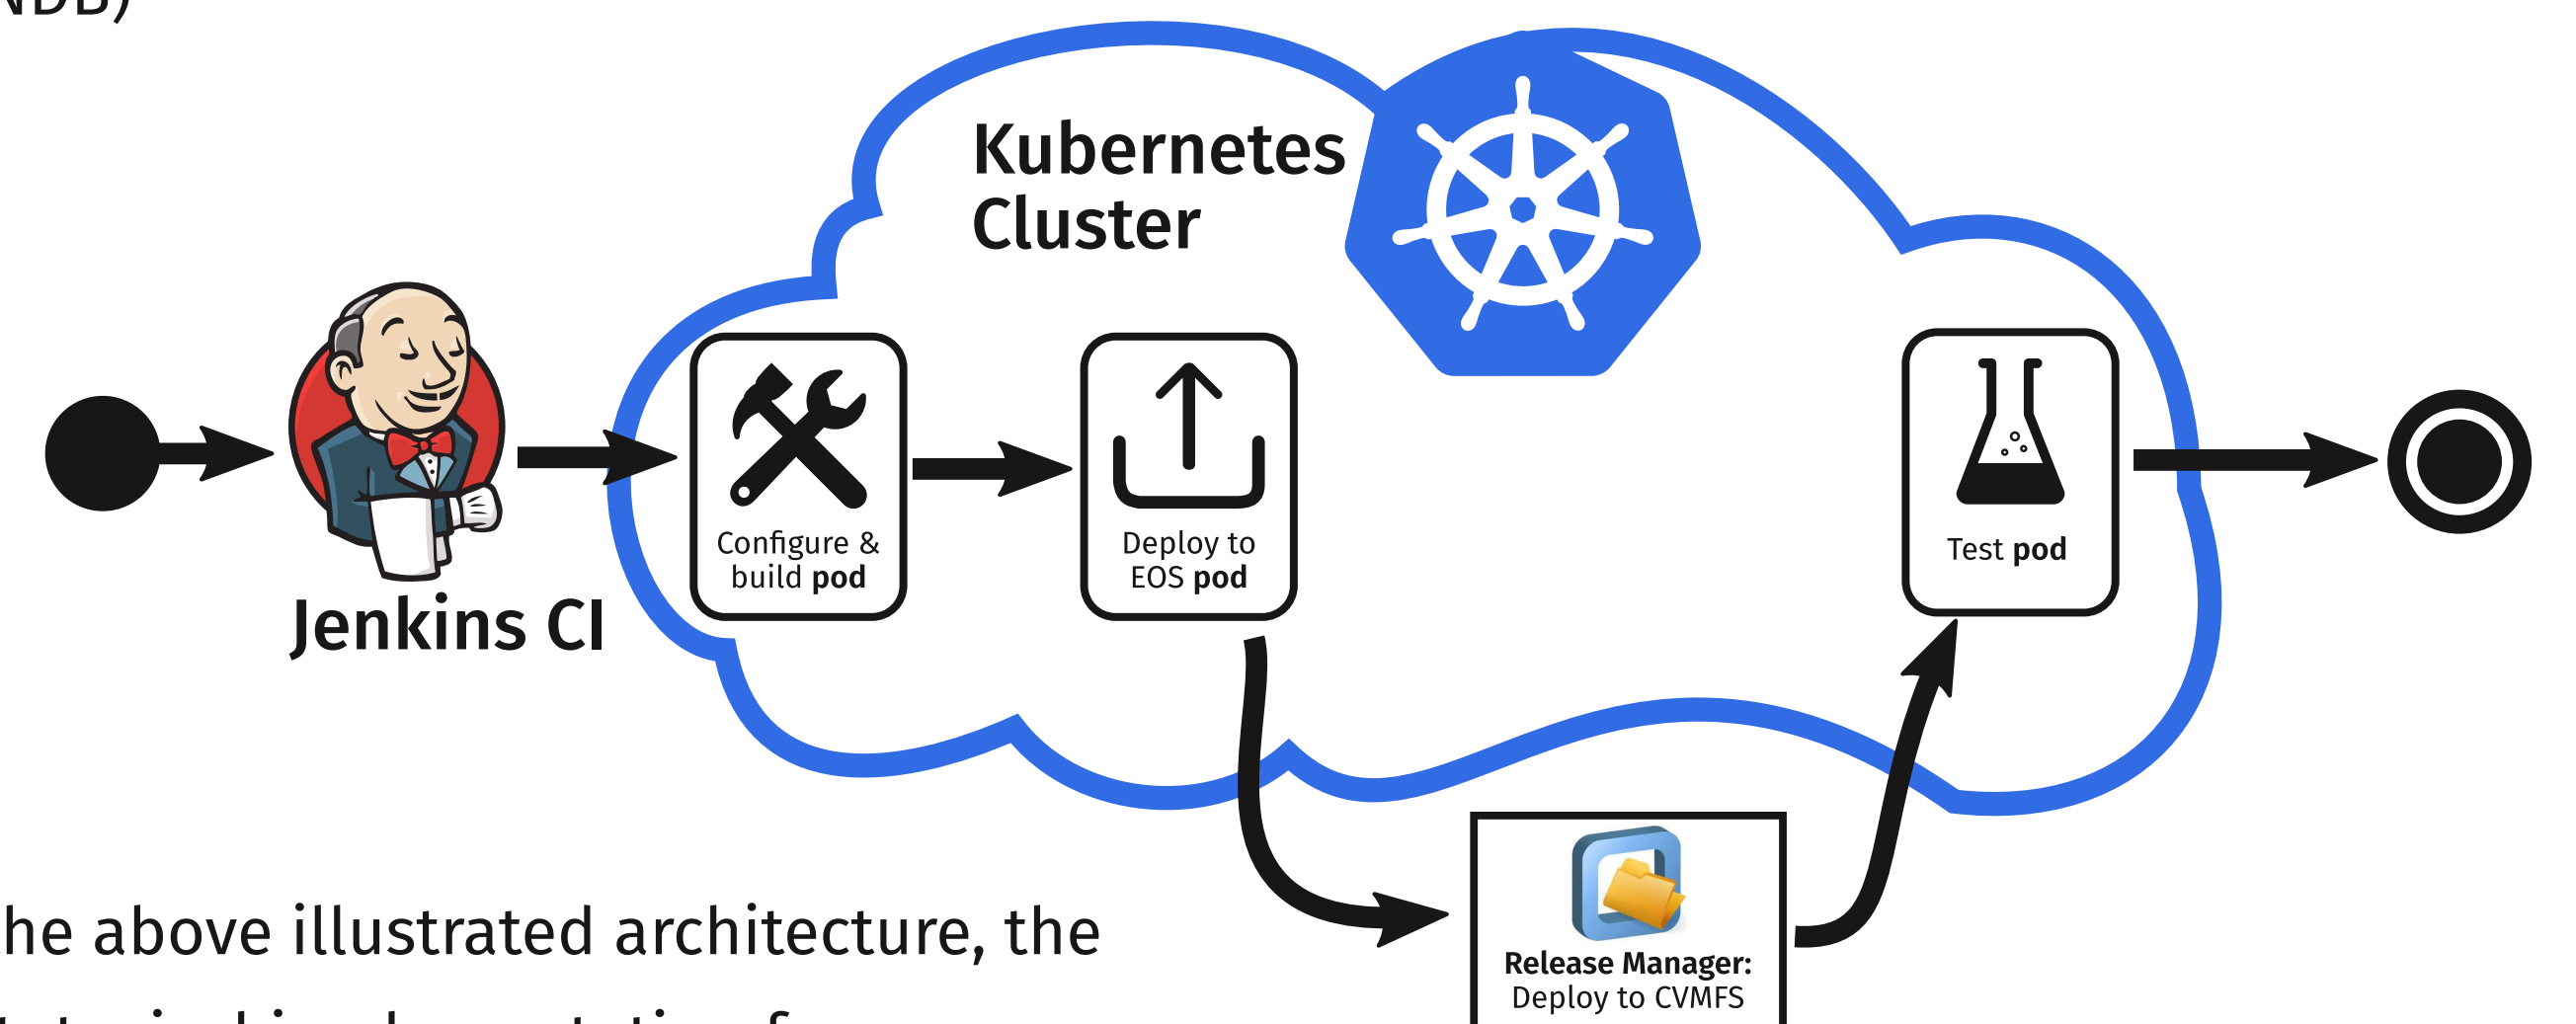 NDB)
Kubernetes
Cluster
Jenkins CI
Configure &
build pod
Deploy to
EOS pod
Test pod
Release Manager:
Deploy to CVMFS
he above illustrated architecture, the